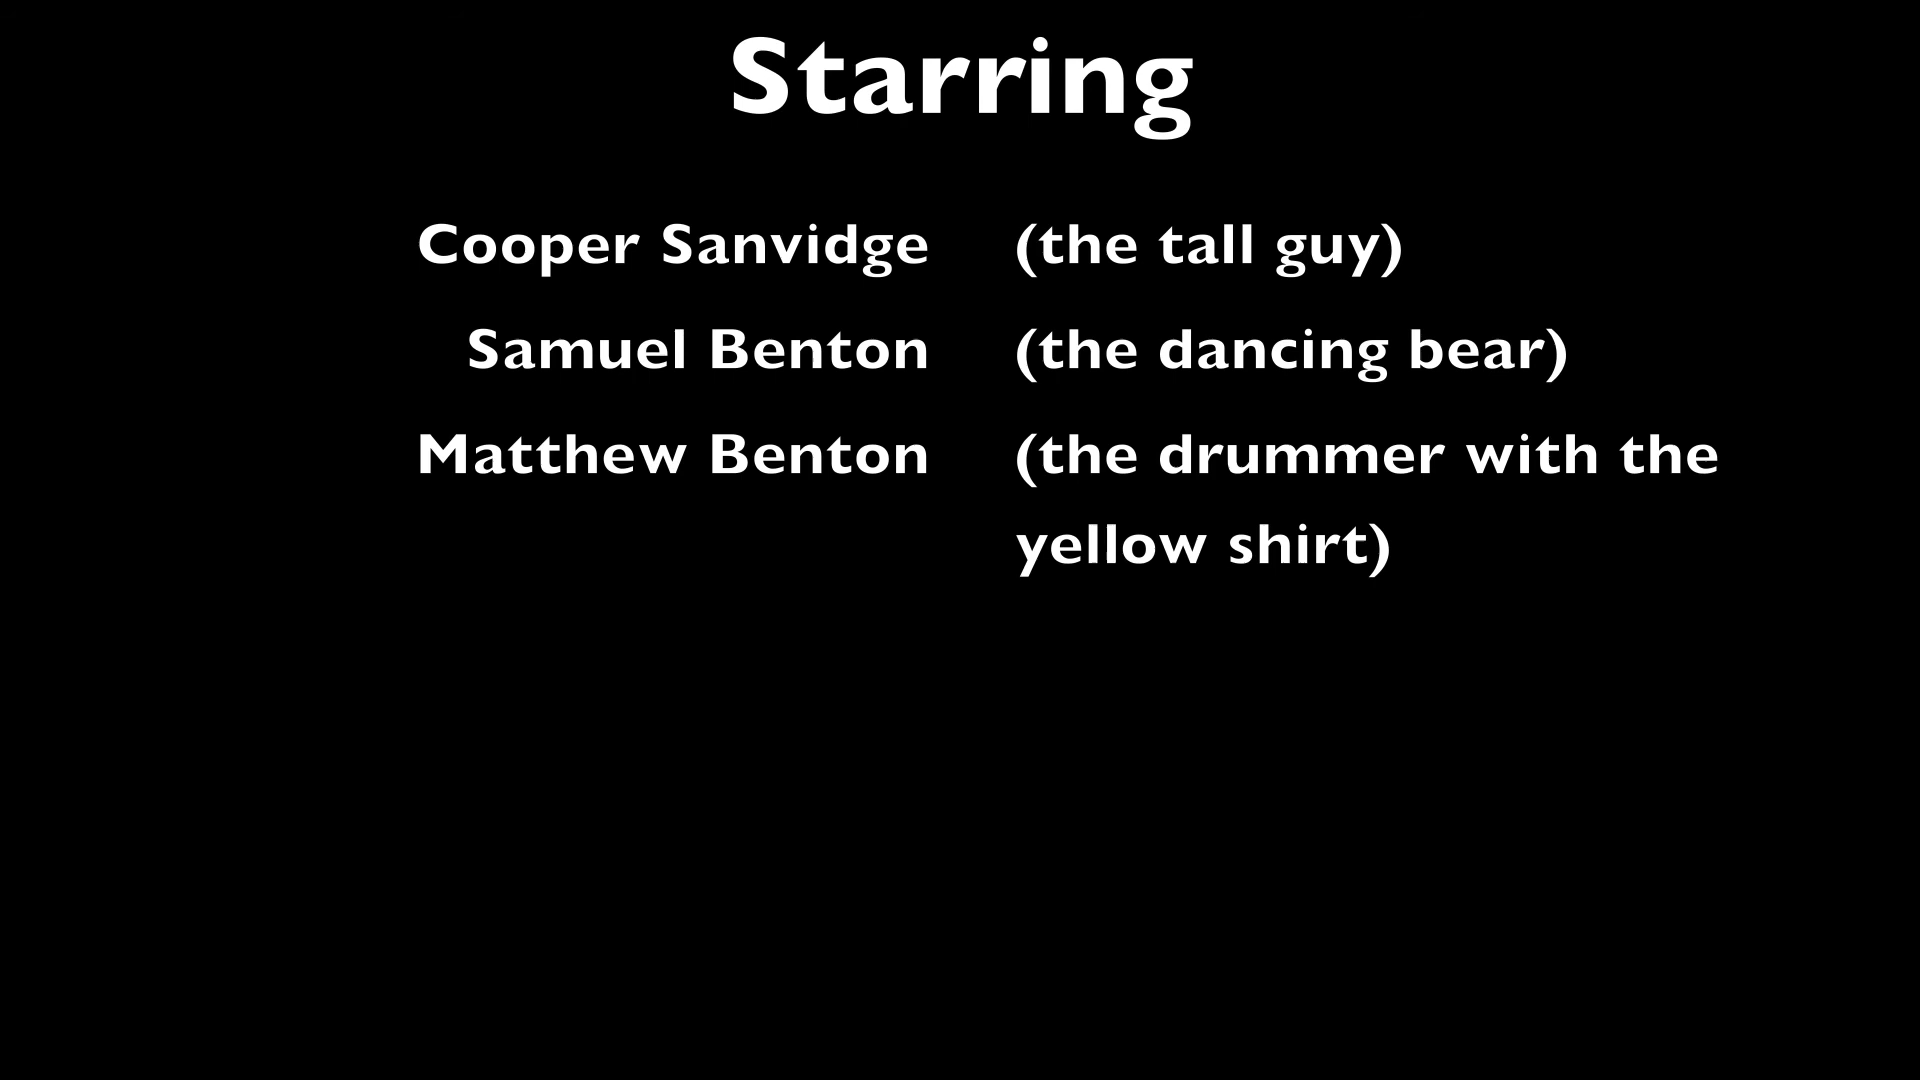 Starring
Cooper Sanvidge (the tall guy)
Samuel Benton (the dancing bear)
Matthew Benton (the drummer with the
yellow shirt)